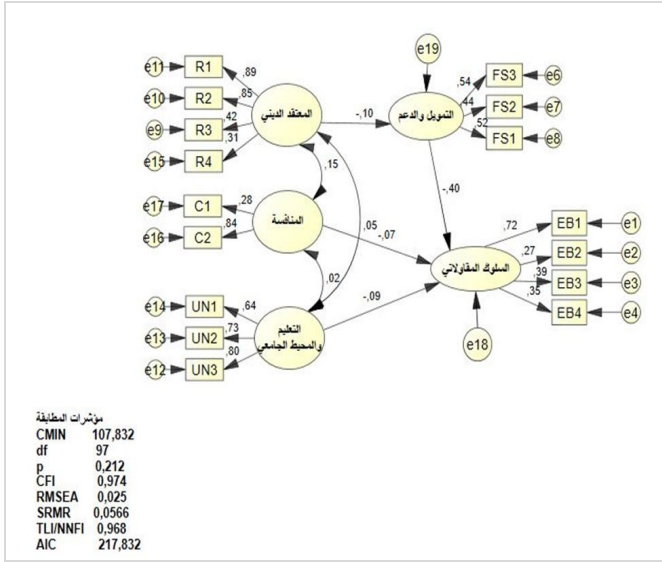 e19
e11 R1 ,89
e10 R2 ,85
e9 R3 ,42
e15 R4 ,31
المعتقد الديني
-,10
التمويل والدعم
,54 FS3 e6
,44 FS2 e7
,52 FS1 e8
,15
e17 C1 ,28
e16 C2 ,84
المنافسة
,05
-,07
-,40
,02
السلوك المقاولاتي
,72 EB1 e1
,27 EB2 e2
,39 EB3 e3
,35 EB4 e4
e14 UN1 ,64
e13 UN2 ,73
e12 UN3 ,80
التعليم
والمحيط الجامعي
-,09
e18
مؤشرات المطابقة
CMIN 107,832
df 97
p 0,212
CFI 0,974
RMSEA 0,025
SRMR 0,0566
TLI/NNFI 0,968
AIC 217,832